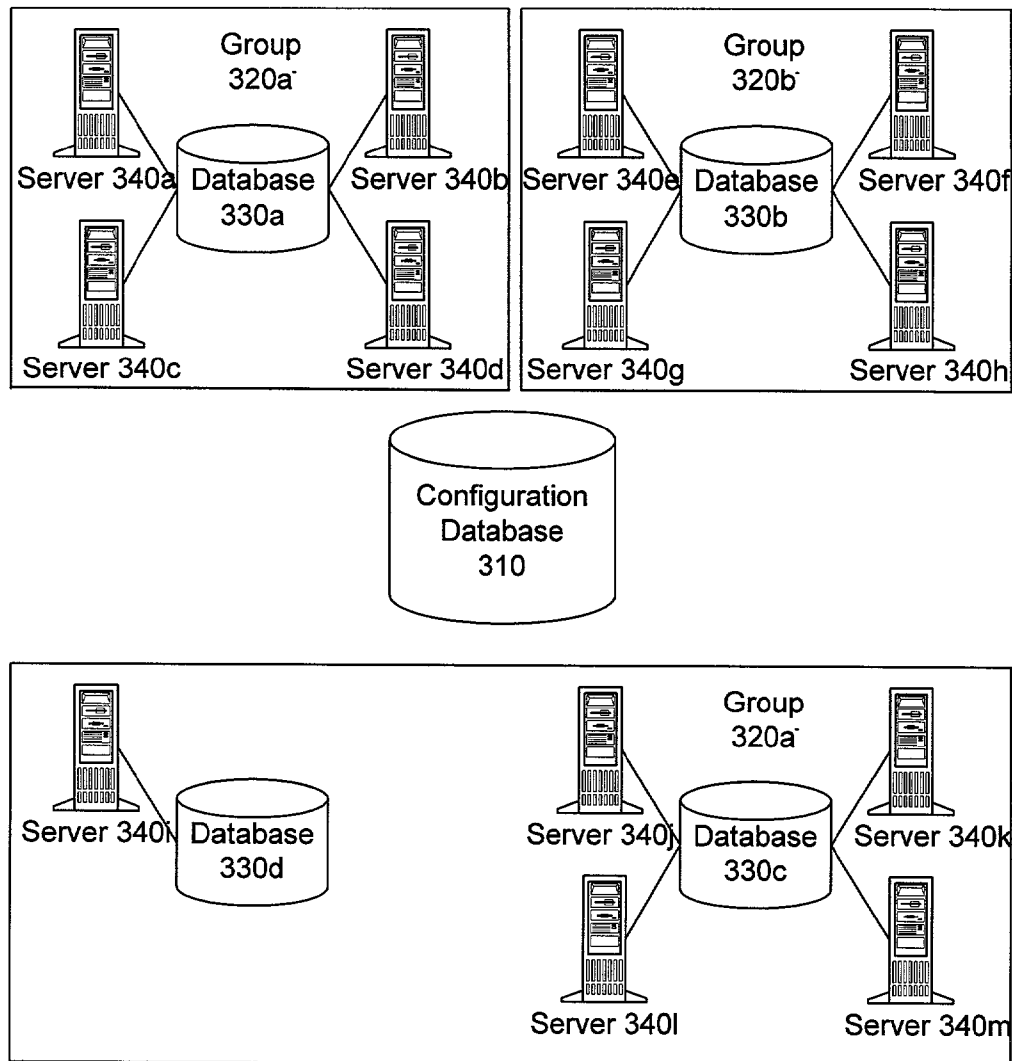 Group
320a
Server 340a
Database
330a
Server 340b
Server 340c
Server 340d
Group
320b
Server 340e
Database
330b
Server 340f
Server 340g
Server 340h
Configuration
Database
310
Server 340i
Database
330d
Group
320a
Server 340j
Database
330c
Server 340k
Server 340l
Server 340m